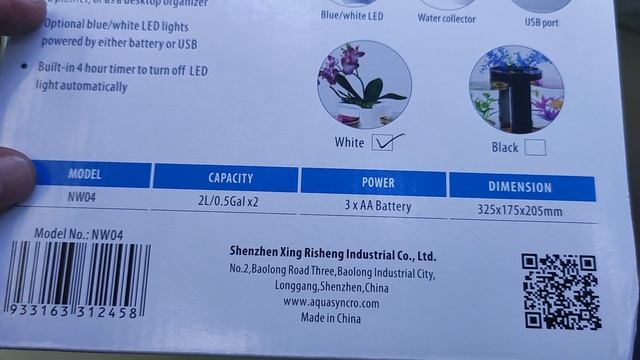 a planter, or as a desktop organizer
Optional blue/white LED lights
powered by either battery or USB
Built-in 4 hour timer to turn off LED
light automatically
Blue/white LED
Water collector
USB port
White
Black
MODEL CAPACITY POWER DIMENSION
NW04 2L/0.5Gal x2 3 x AA Battery 325x175x205mm
Model No.: NW04
933163 312458
Shenzhen Xing Risheng Industrial Co., Ltd.
No.2,Baolong Road Three,Baolong Industrial City,
Longgang,Shenzhen,China
www.aquasyncro.com
Made in China